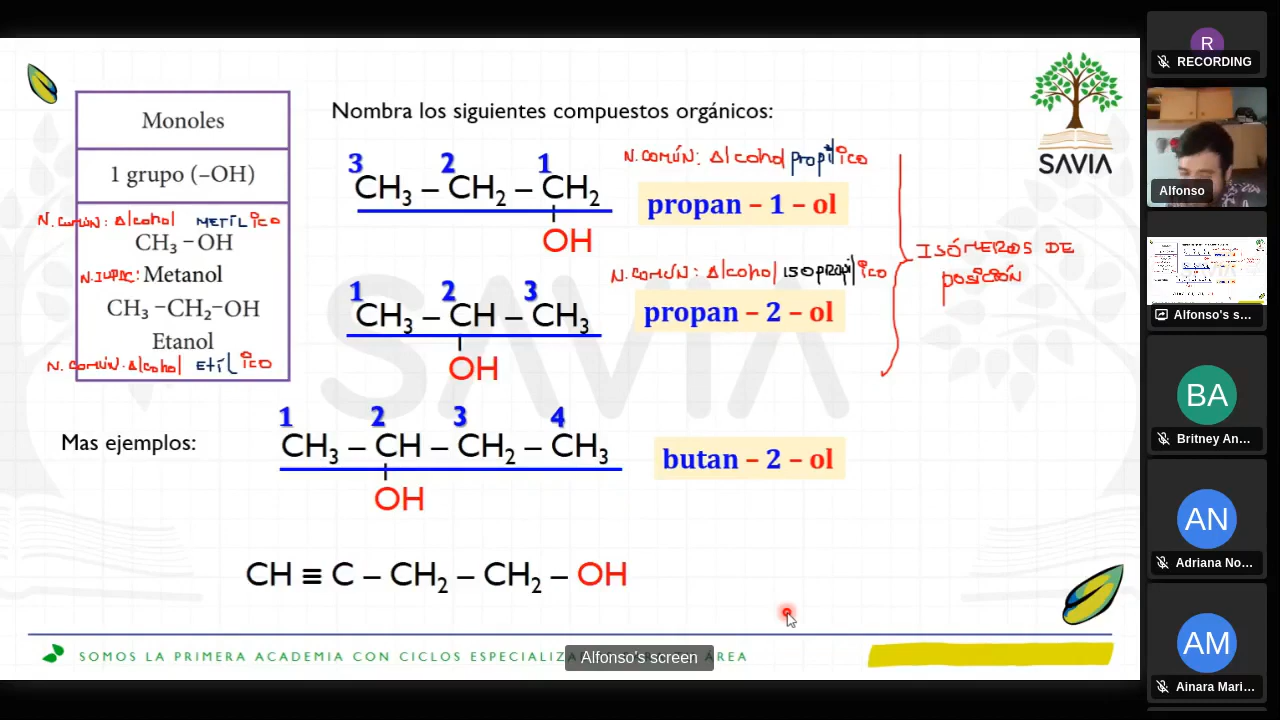 Monoles
1 grupo (–OH)
N. COMÚN: Alcohol METÍLICO
CH₃ – OH
N. IUPAC: Metanol
CH₃ – CH₂ – OH
Etanol
N. COMÚN: Alcohol Etílico
Nombra los siguientes compuestos orgánicos:
3 2 1
CH₃ – CH₂ – CH₂
OH
N. COMÚN: Alcohol propílico
propan – 1 – ol
1 2 3
CH₃ – CH – CH₃
OH
N. COMÚN: Alcohol isopropílico
propan – 2 – ol
ISÓMEROS DE
POSICIÓN
Mas ejemplos:
1 2 3 4
CH₃ – CH – CH₂ – CH₃
OH
butan – 2 – ol
CH ≡ C – CH₂ – CH₂ – OH
SAVIA
SAVIA
SOMOS LA PRIMERA ACADEMIA CON CICLOS ESPECIALIZA
ÁREA
Alfonso's screen
R
RECORDING
Alfonso
Alfonso's s...
BA
Britney An...
AN
Adriana No...
AM
Ainara Mari...